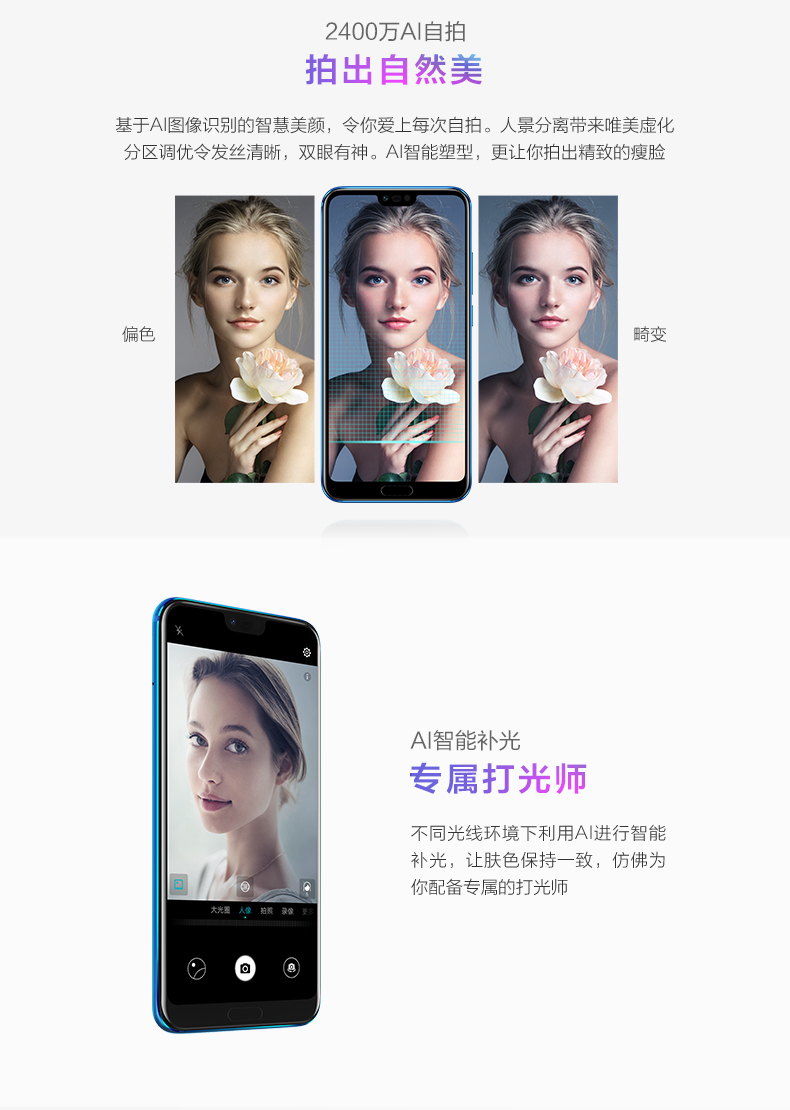 2400万AI自拍
拍出自然美
基于AI图像识别的智慧美颜，令你爱上每次自拍。人景分离带来唯美虚化
分区调优令发丝清晰，双眼有神。AI智能塑型，更让你拍出精致的瘦脸
偏色
畸变
AI智能补光
专属打光师
不同光线环境下利用AI进行智能
补光，让肤色保持一致，仿佛为
你配备专属的打光师
大光圈 人像 拍照 录像